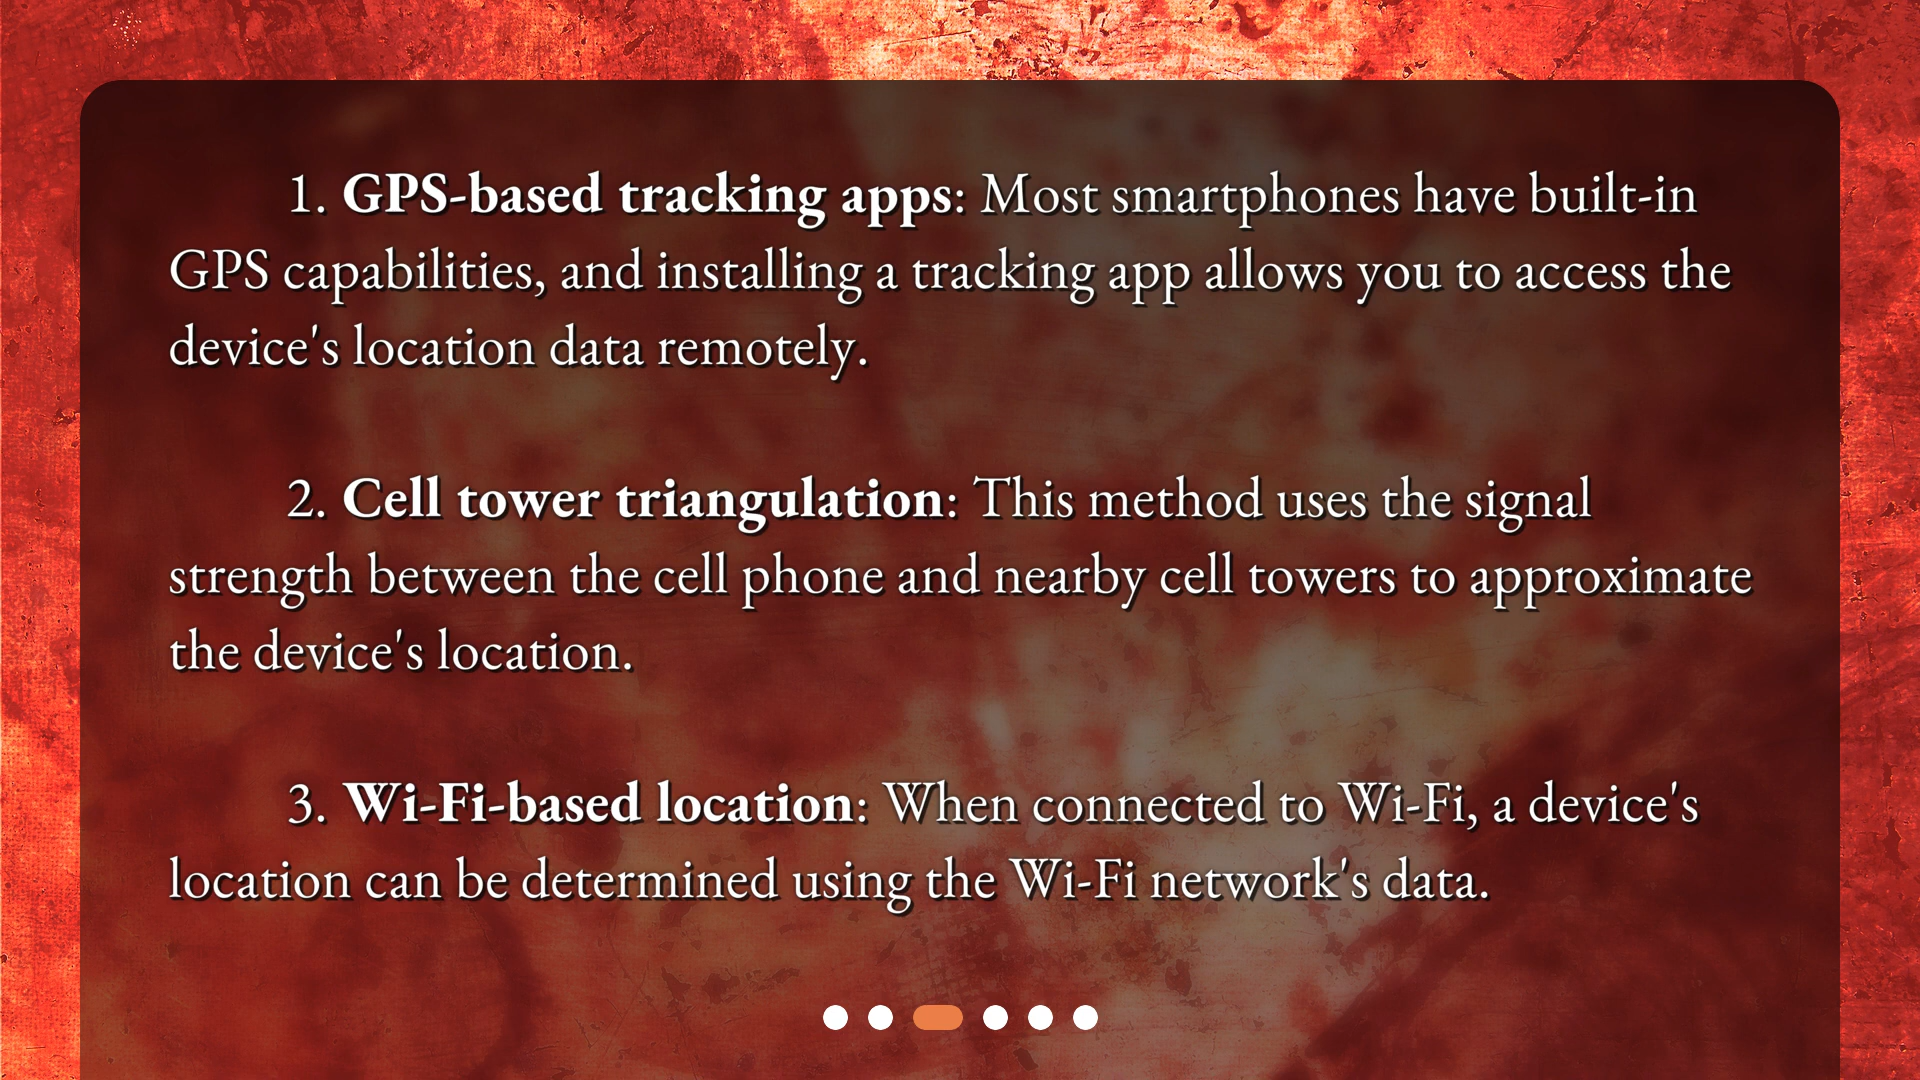 1. GPS-based tracking apps: Most smartphones have built-in
GPS capabilities, and installing a tracking app allows you to access the
device's location data remotely.
2. Cell tower triangulation: This method uses the signal
strength between the cell phone and nearby cell towers to approximate
the device's location.
3. Wi-Fi-based location: When connected to Wi-Fi, a device's
location can be determined using the Wi-Fi network's data.